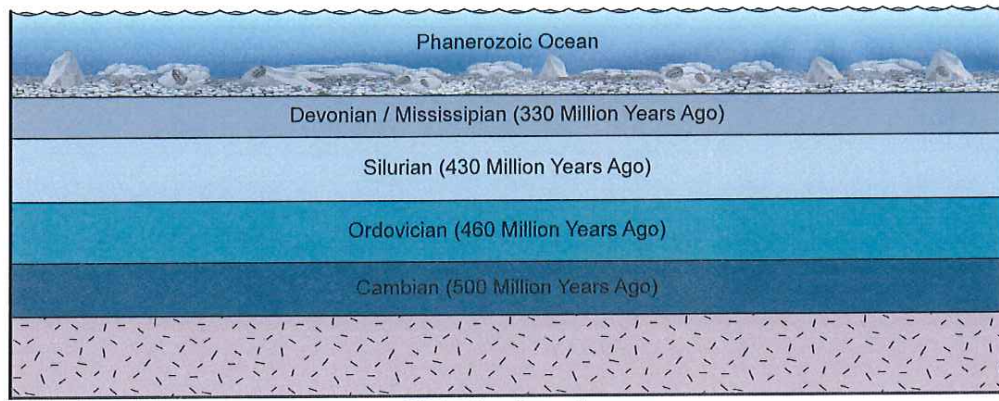 Phanerozoic Ocean
Devonian / Mississipian (330 Million Years Ago)
Silurian (430 Million Years Ago)
Ordovician (460 Million Years Ago)
Cambian (500 Million Years Ago)